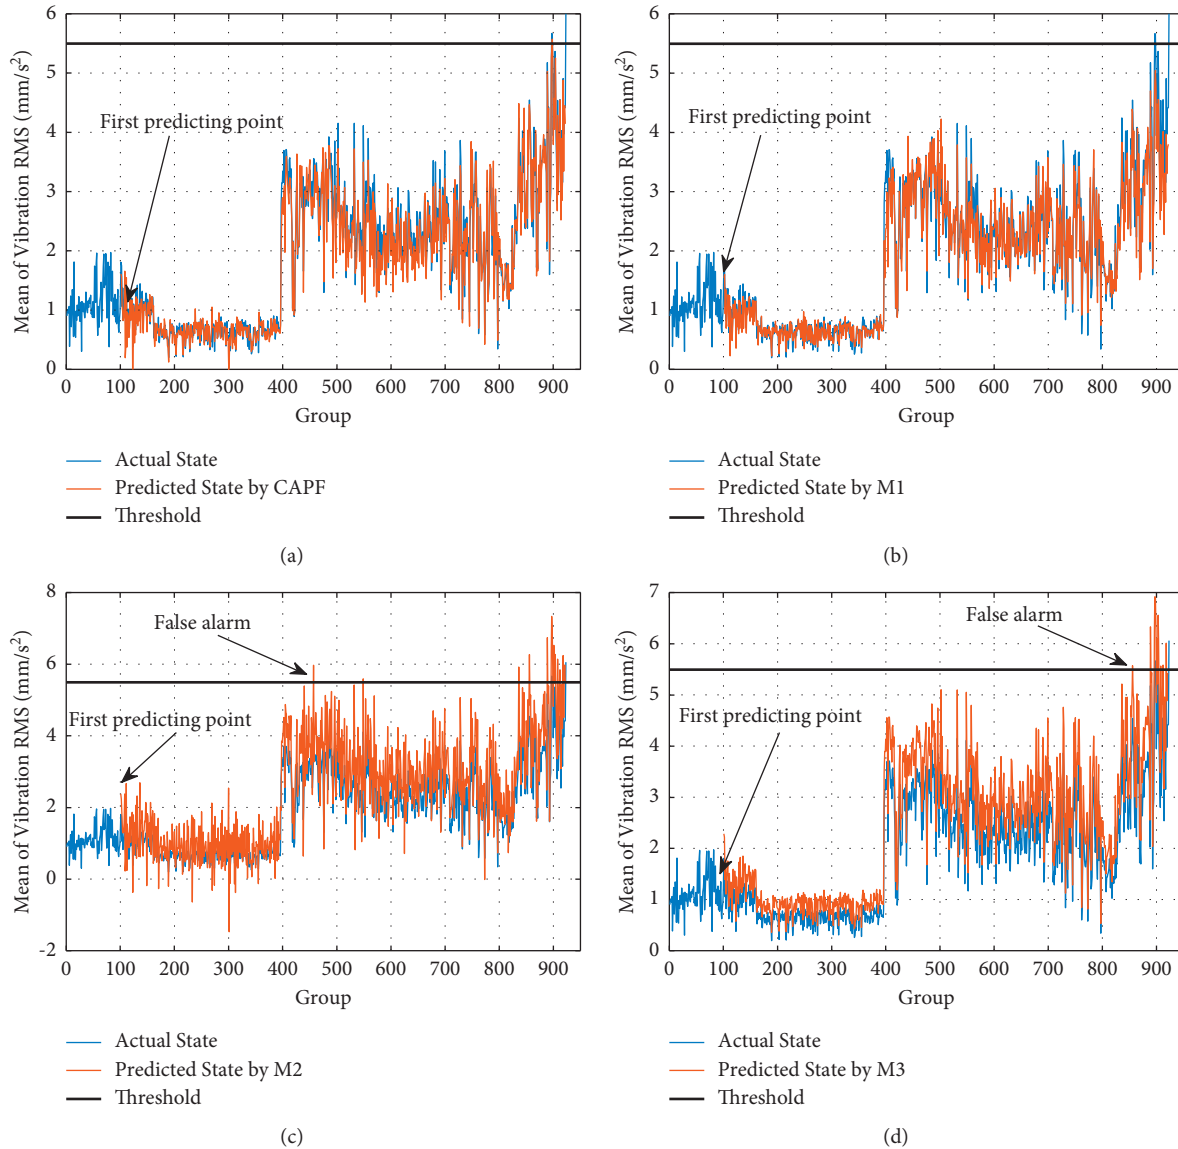 6
5
4
3
2
1
0
Mean of Vibration RMS (mm/s²)
First predicting point
0 100 200 300 400 500 600 700 800 900
Group
Actual State
Predicted State by CAPF
Threshold
(a)
6
5
4
3
2
1
0
Mean of Vibration RMS (mm/s²)
First predicting point
0 100 200 300 400 500 600 700 800 900
Group
Actual State
Predicted State by M1
Threshold
(b)
8
6
4
2
0
-2
Mean of Vibration RMS (mm/s²)
False alarm
First predicting point
0 100 200 300 400 500 600 700 800 900
Group
Actual State
Predicted State by M2
Threshold
(c)
7
6
5
4
3
2
1
0
Mean of Vibration RMS (mm/s²)
False alarm
First predicting point
0 100 200 300 400 500 600 700 800 900
Group
Actual State
Predicted State by M3
Threshold
(d)